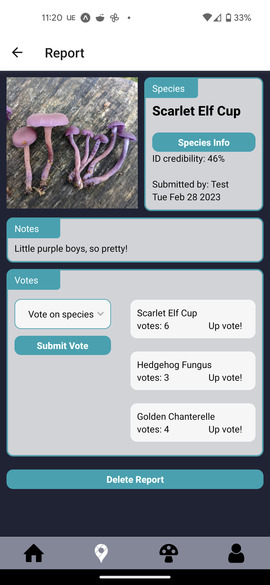 11:20 UE
33%
Report
Species
Scarlet Elf Cup
Species Info
ID credibility: 46%
Submitted by: Test
Tue Feb 28 2023
Notes
Little purple boys, so pretty!
Votes
Vote on species
Submit Vote
Scarlet Elf Cup
votes: 6 Up vote!
Hedgehog Fungus
votes: 3 Up vote!
Golden Chanterelle
votes: 4 Up vote!
Delete Report